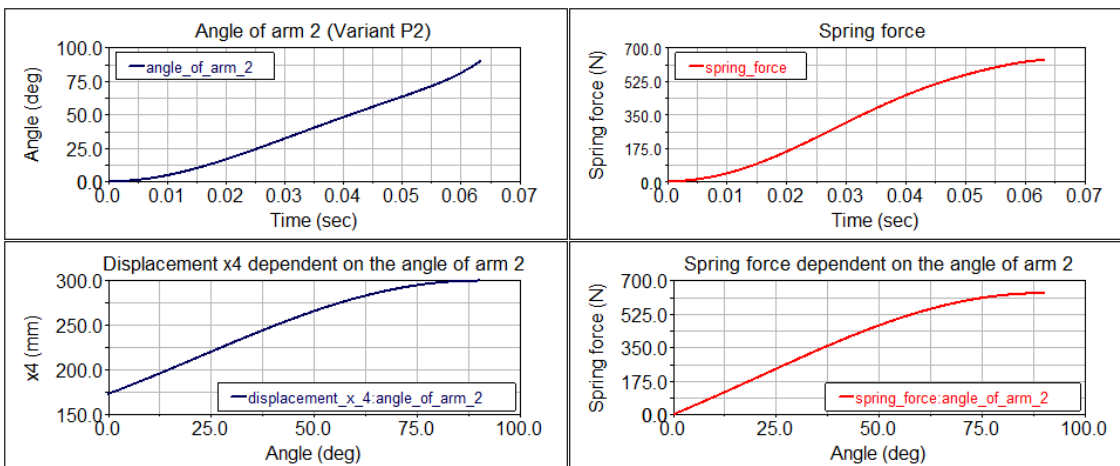 Angle of arm 2 (Variant P2)
100.0
75.0
50.0
25.0
0.0
Angle (deg)
angle_of_arm_2
0.0 0.01 0.02 0.03 0.04 0.05 0.06 0.07
Time (sec)
Spring force
700.0
525.0
350.0
175.0
0.0
Spring force (N)
spring_force
0.0 0.01 0.02 0.03 0.04 0.05 0.06 0.07
Time (sec)
Displacement x4 dependent on the angle of arm 2
300.0
250.0
200.0
150.0
x4 (mm)
displacement_x_4:angle_of_arm_2
0.0 25.0 50.0 75.0 100.0
Angle (deg)
Spring force dependent on the angle of arm 2
700.0
525.0
350.0
175.0
0.0
Spring force (N)
spring_force:angle_of_arm_2
0.0 25.0 50.0 75.0 100.0
Angle (deg)